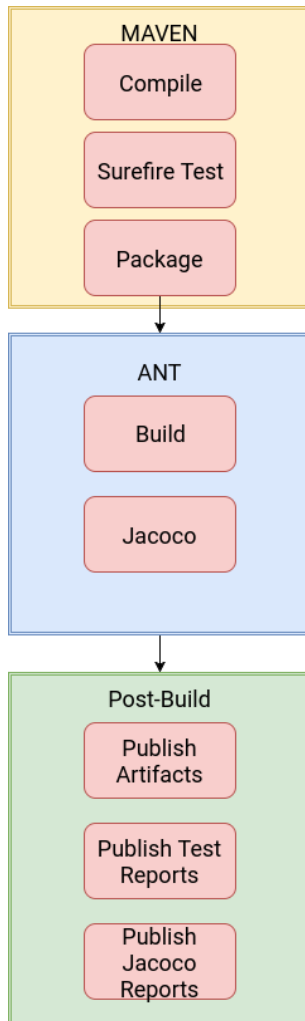 MAVEN
Compile
Surefire Test
Package
ANT
Build
Jacoco
Post-Build
Publish
Artifacts
Publish Test
Reports
Publish
Jacoco
Reports